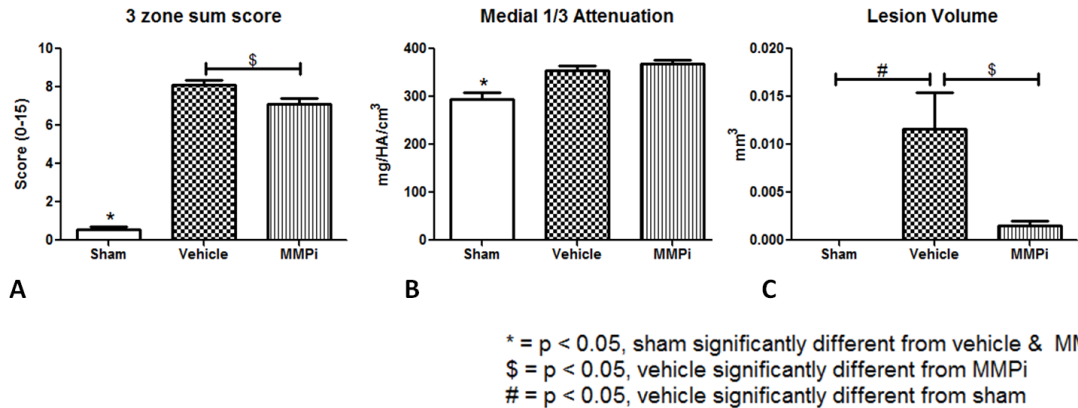 3 zone sum score
Score (0-15)
10
8
6
4
2
0
*
$
Sham Vehicle MMPi
A
Medial 1/3 Attenuation
mg/HA/cm³
400
300
200
100
0
*
Sham Vehicle MMPi
B
Lesion Volume
mm³
0.020
0.015
0.010
0.005
0.000
# $
Sham Vehicle MMPi
C
* = p < 0.05, sham significantly different from vehicle &
$ = p < 0.05, vehicle significantly different from MMPi
# = p < 0.05, vehicle significantly different from sham